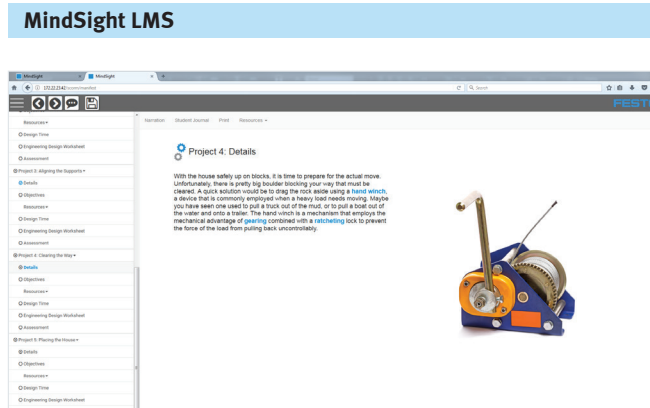 MindSight LMS
MindSight
MindSight
Search
FESTO
Narration Student Journal Print Resources
Resources
Design Time
Engineering Design Worksheet
Assessment
Project 3: Aligning the Supports
Details
Objectives
Resources
Design Time
Engineering Design Worksheet
Assessment
Project 4: Clearing the Way
Details
Objectives
Resources
Design Time
Engineering Design Worksheet
Assessment
Project 5: Placing the House
Details
Objectives
Resources
Design Time
Engineering Design Worksheet
Project 4: Details
With the house safely up on blocks, it is time to prepare for the actual move.
Unfortunately, there is pretty big boulder blocking your way that must be
cleared. A quick solution would be to drag the rock aside using a hand winch,
a device that is commonly employed when a heavy load needs moving. Maybe
you have seen one used to pull a truck out of the mud, or to pull a boat out of
the water and onto a trailer. The hand winch is a mechanism that employs the
mechanical advantage of gearing combined with a ratcheting lock to prevent
the force of the load from pulling back uncontrollably.